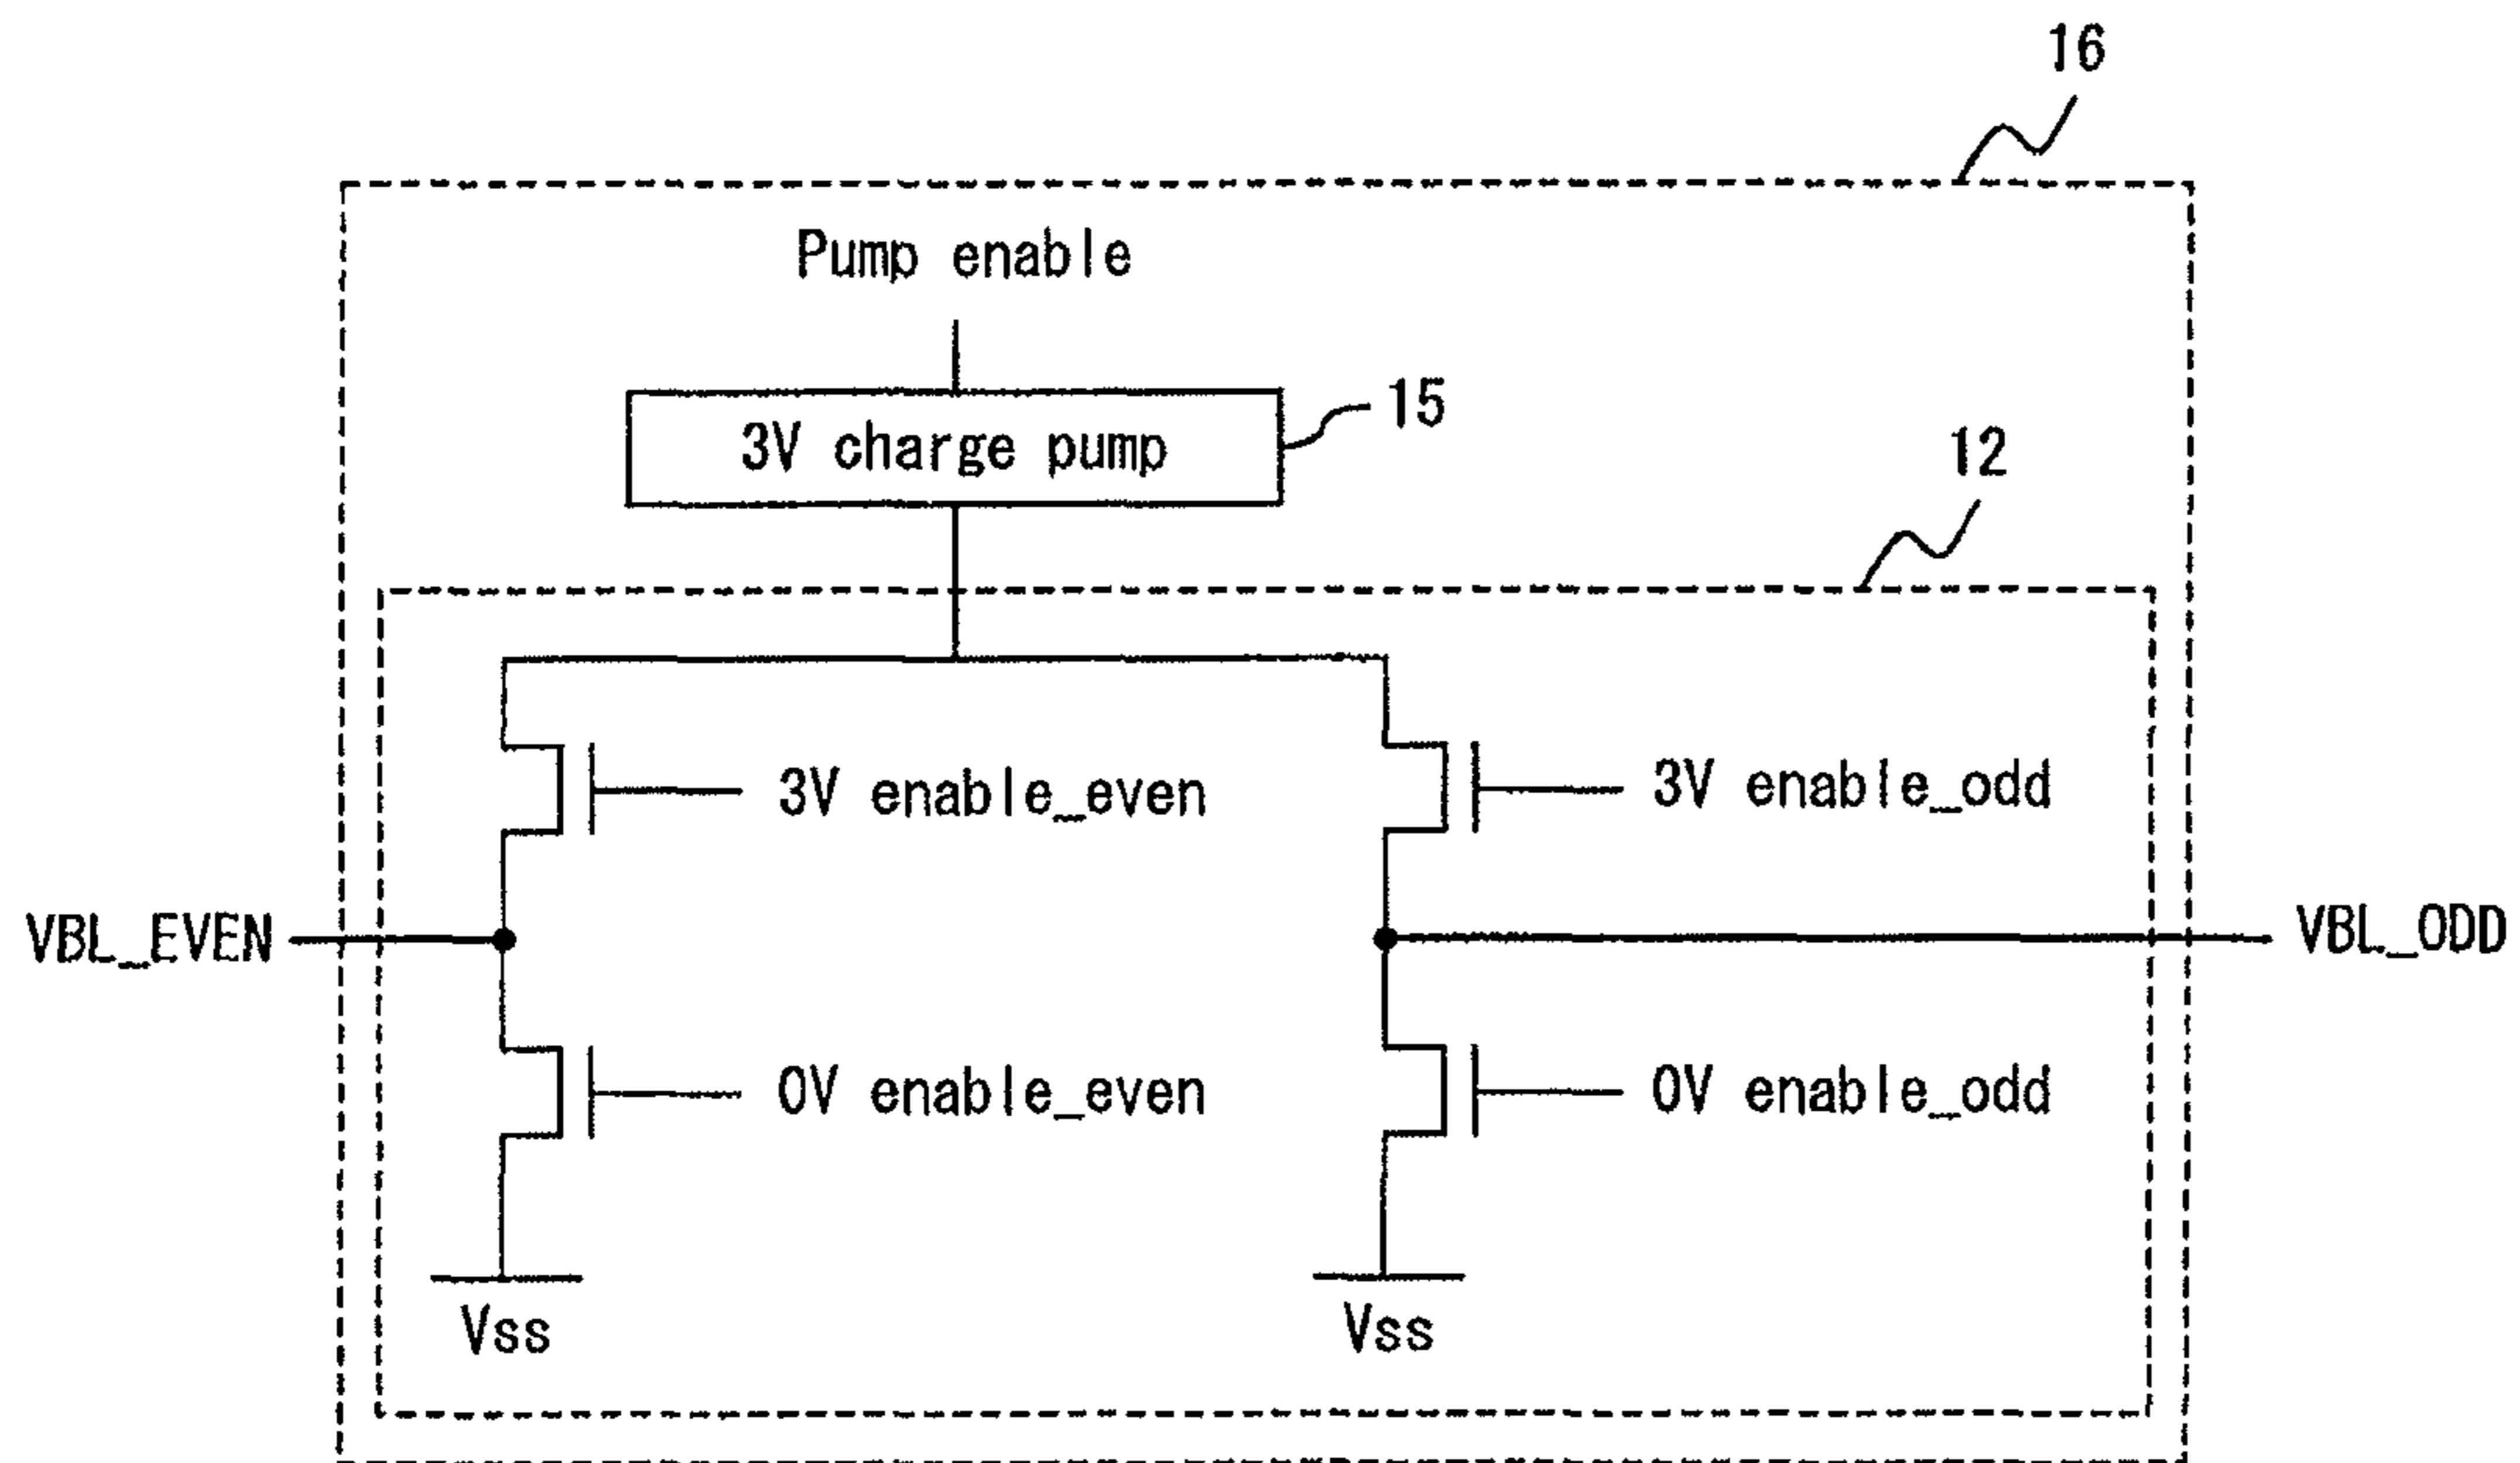 16
Pump enable
3V charge pump
15
12
3V enable_even
3V enable_odd
VBL_EVEN
VBL_ODD
0V enable_even
0V enable_odd
Vss
Vss